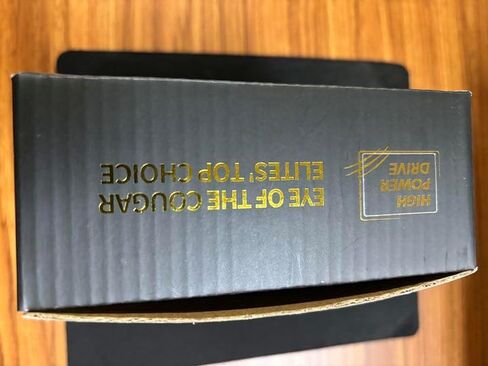 HIGH
POWER
DRIVE
EYE OF THE COUGAR
ELITES' TOP CHOICE